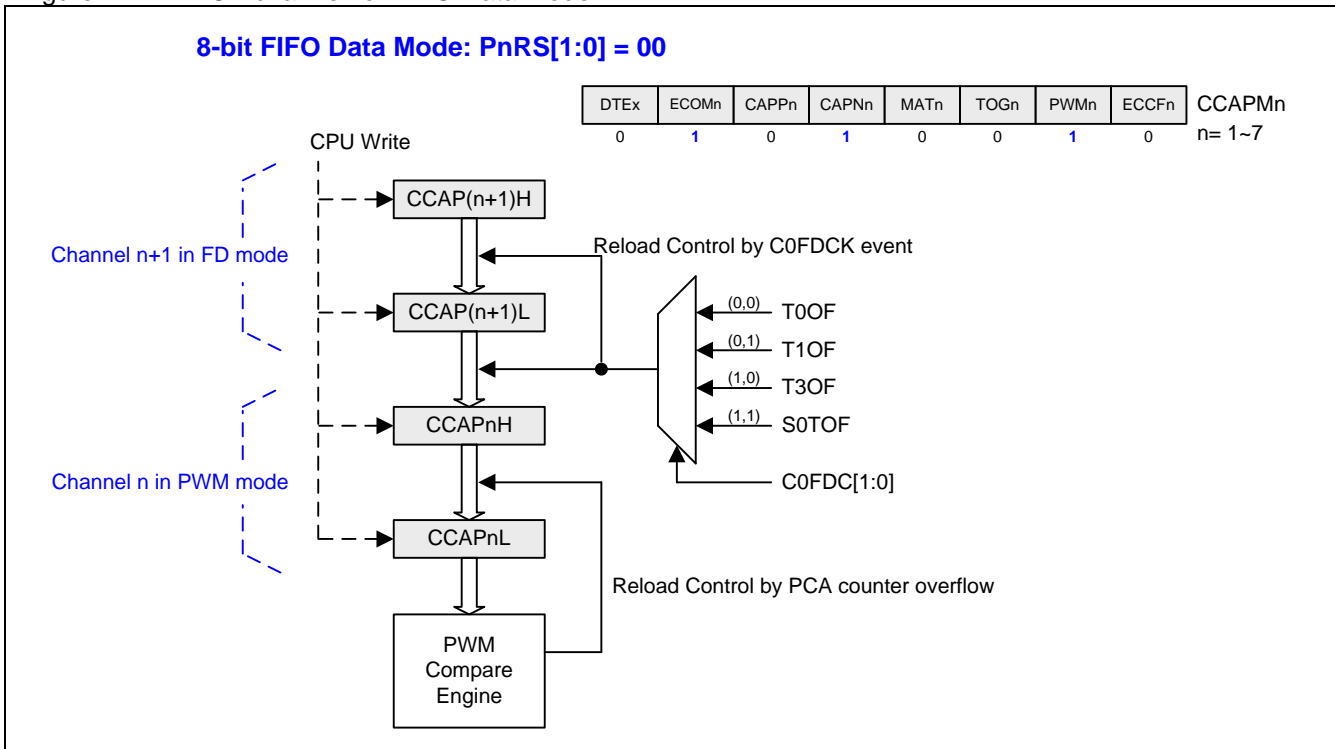 8-bit FIFO Data Mode: PnRS[1:0] = 00
DTEx ECOMn CAPPn CAPNn MATn TOGn PWMn ECCFn CCAPMn
0 1 0 1 0 0 1 0 n= 1~7
CPU Write
CCAP(n+1)H
Reload Control by C0FDCK event
Channel n+1 in FD mode
CCAP(n+1)L
(0,0) T0OF
(0,1) T1OF
(1,0) T3OF
(1,1) S0TOF
CCAPnH
Channel n in PWM mode
C0FDC[1:0]
CCAPnL
Reload Control by PCA counter overflow
PWM
Compare
Engine